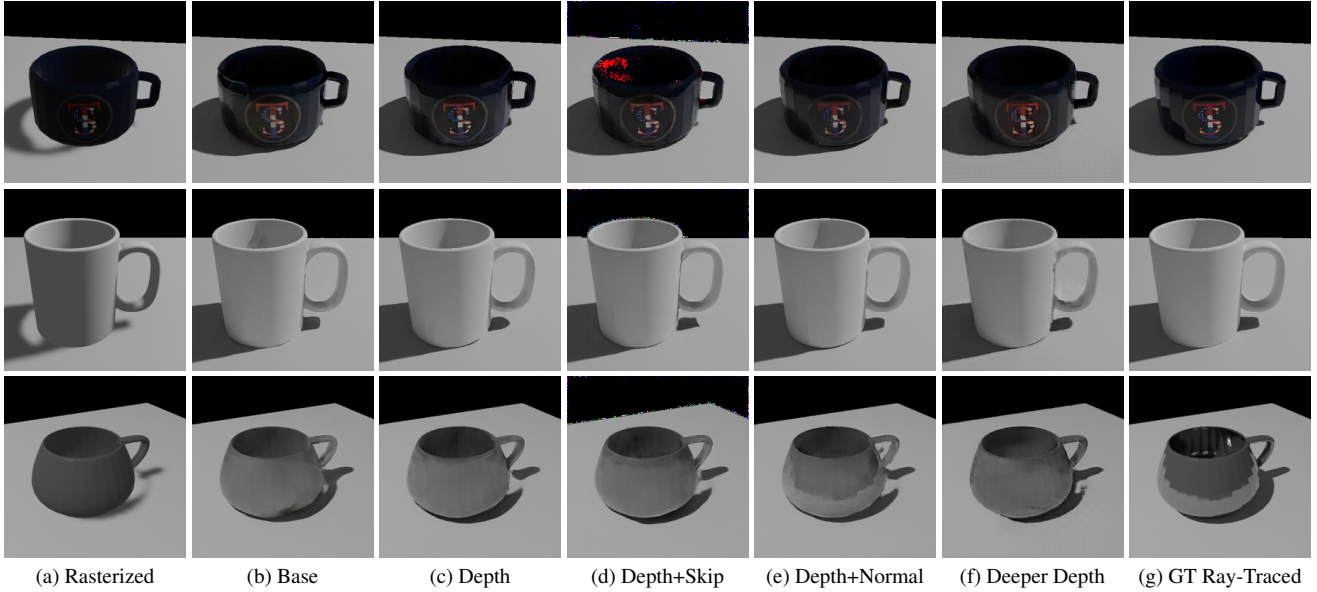 (a) Rasterized
(b) Base
(c) Depth
(d) Depth+Skip
(e) Depth+Normal
(f) Deeper Depth
(g) GT Ray-Traced